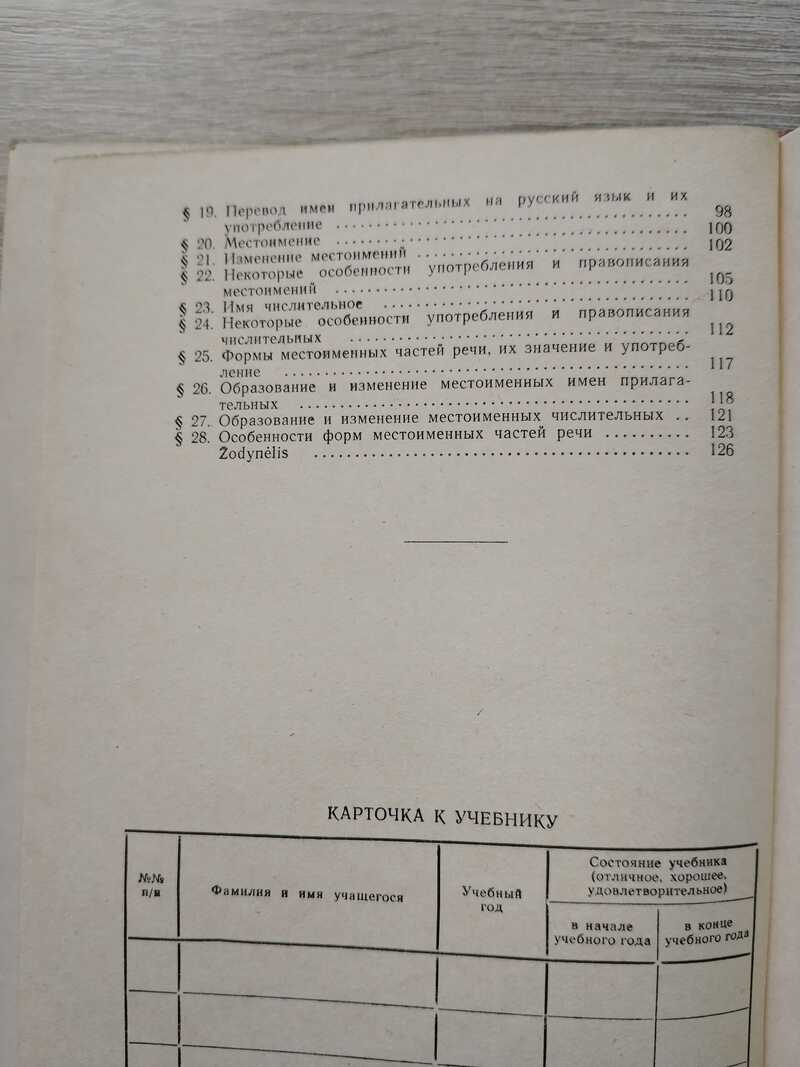 § 19. Перевод имен прилагательных на русский язык и их
употребление .......... 98
§ 20. Местоимение .......... 100
§ 21. Изменение местоимений .......... 102
§ 22. Некоторые особенности употребления и правописания
местоимений .......... 105
§ 23. Имя числительное .......... 110
§ 24. Некоторые особенности употребления и правописания
числительных .......... 112
§ 25. Формы местоименных частей речи, их значение и употреб-
ление .......... 117
§ 26. Образование и изменение местоименных имен прилага-
тельных .......... 118
§ 27. Образование и изменение местоименных числительных .. 121
§ 28. Особенности форм местоименных частей речи .......... 123
Žodynėlis .......... 126
КАРТОЧКА К УЧЕБНИКУ
№№
п/п
Фамилия и имя учащегося
Учебный
год
Состояние учебника
(отличное, хорошее,
удовлетворительное)
в начале
учебного года
в конце
учебного года